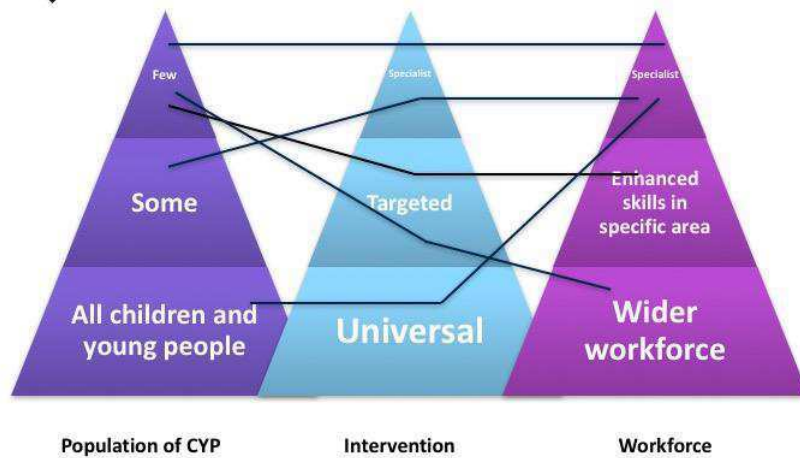 Few
Some
All children and
young people
Specialist
Targeted
Universal
Specialist
Enhanced
skills in
specific area
Wider
workforce
Population of CYP
Intervention
Workforce